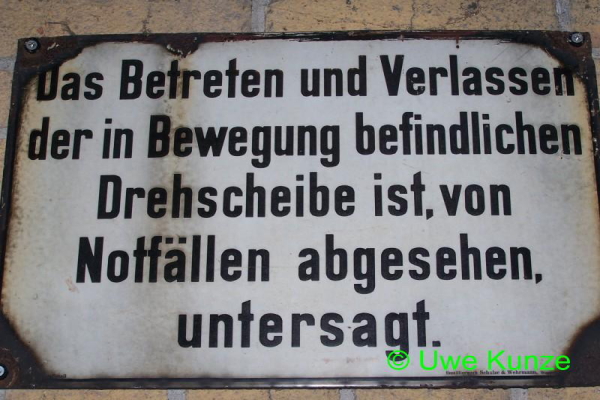 Das Betreten und Verlassen
der in Bewegung befindlichen
Drehscheibe ist, von
Notfällen abgesehen,
untersagt.
© Uwe Kunze